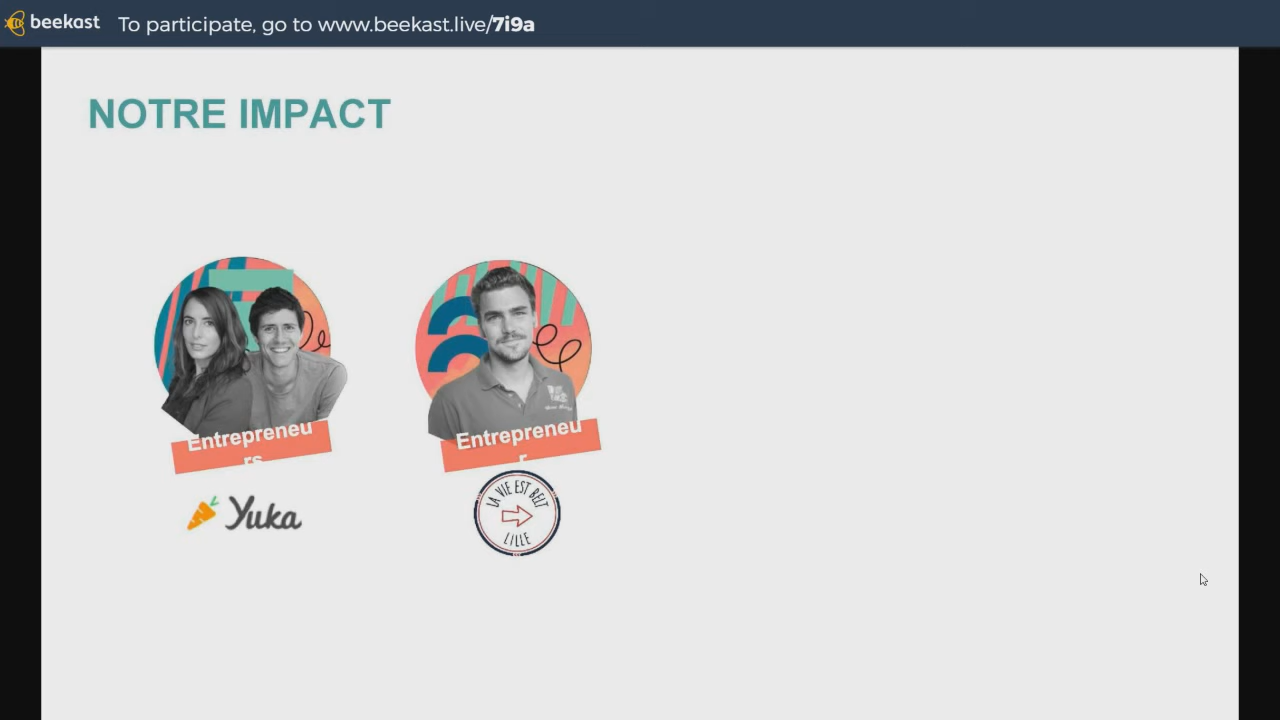 beekast To participate, go to www.beekast.live/7i9a
NOTRE IMPACT
Entrepreneu
rs
Entrepreneu
r
Yuka
LA VIE EST BELT
LILLE